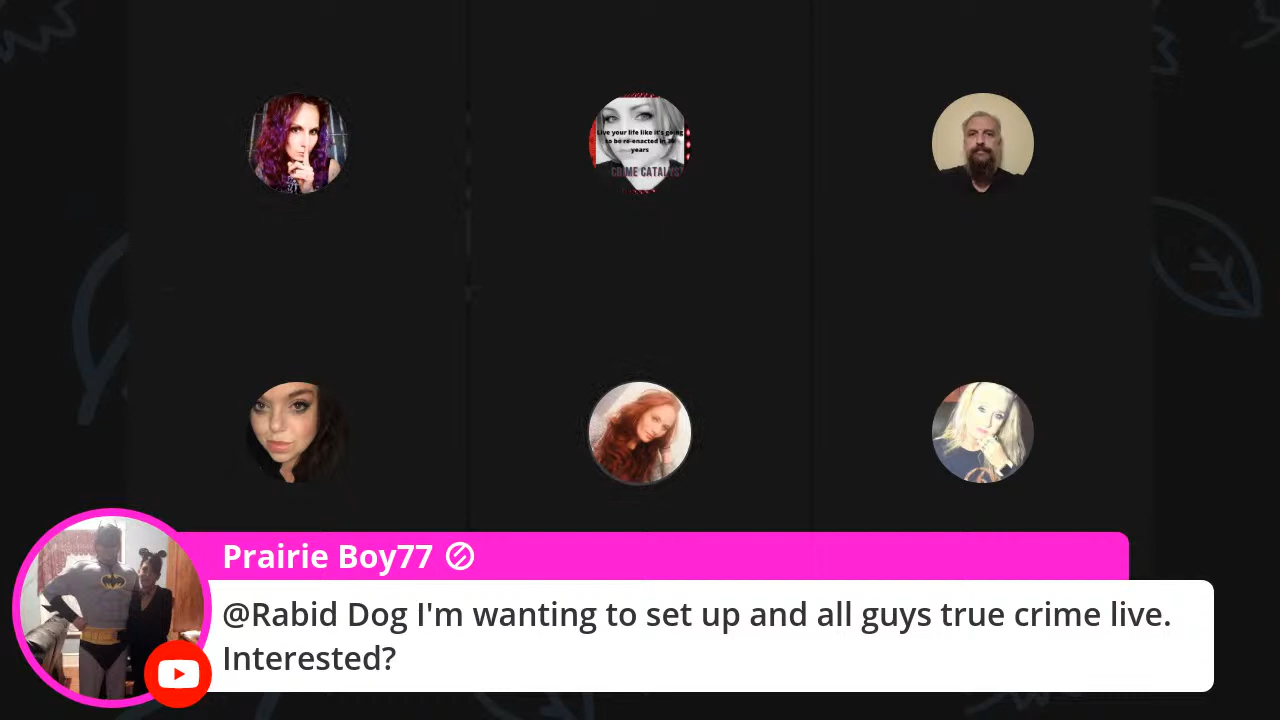 Live your life like it's going
to be re-enacted in 30
years
CRIME CATALYST
Prairie Boy77
@Rabid Dog I'm wanting to set up and all guys true crime live.
Interested?